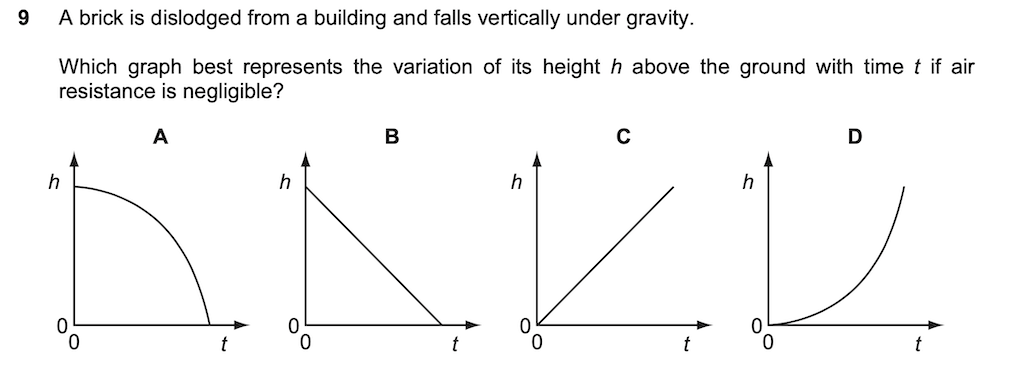 9 A brick is dislodged from a building and falls vertically under gravity.
Which graph best represents the variation of its height h above the ground with time t if air
resistance is negligible?
A B C D
h h h h
0 0 0 0
0 t 0 t 0 t 0 t